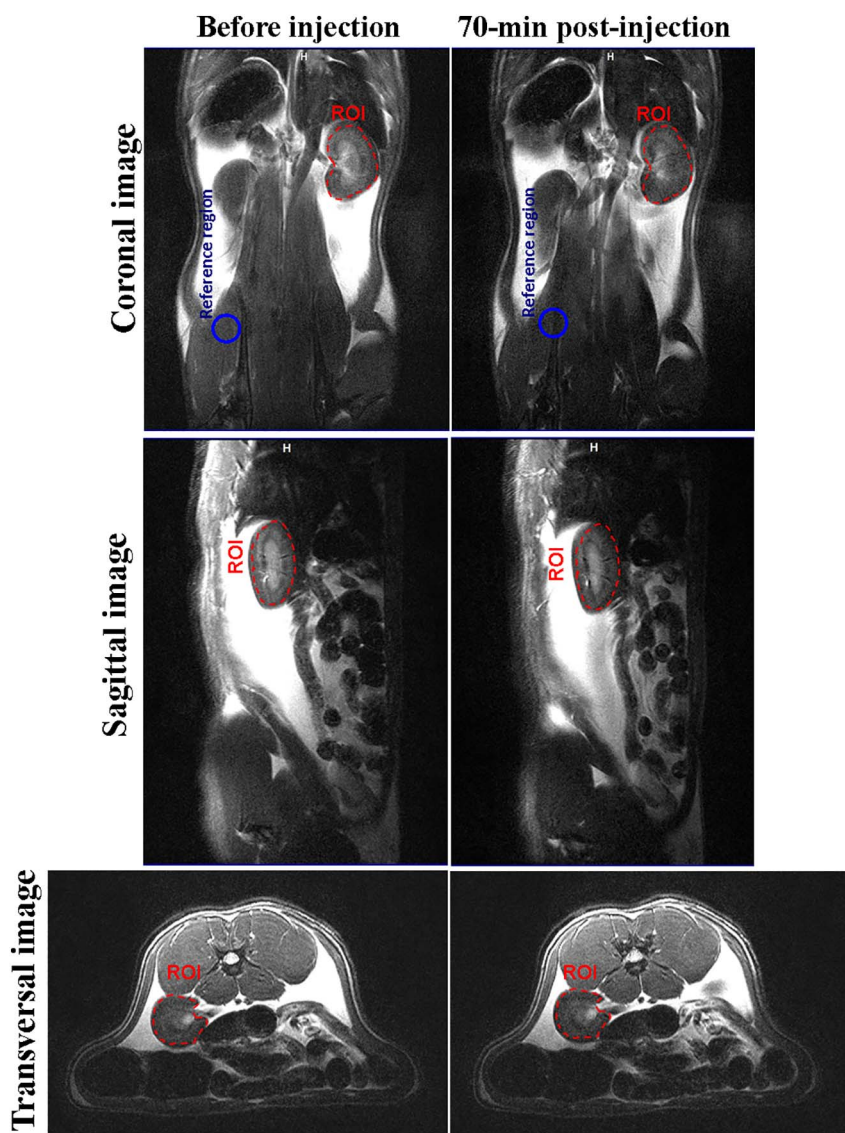 Before injection
70-min post-injection
Coronal image
H
ROI
Reference region
H
ROI
Reference region
Sagittal image
H
ROI
H
ROI
Transversal image
ROI
ROI